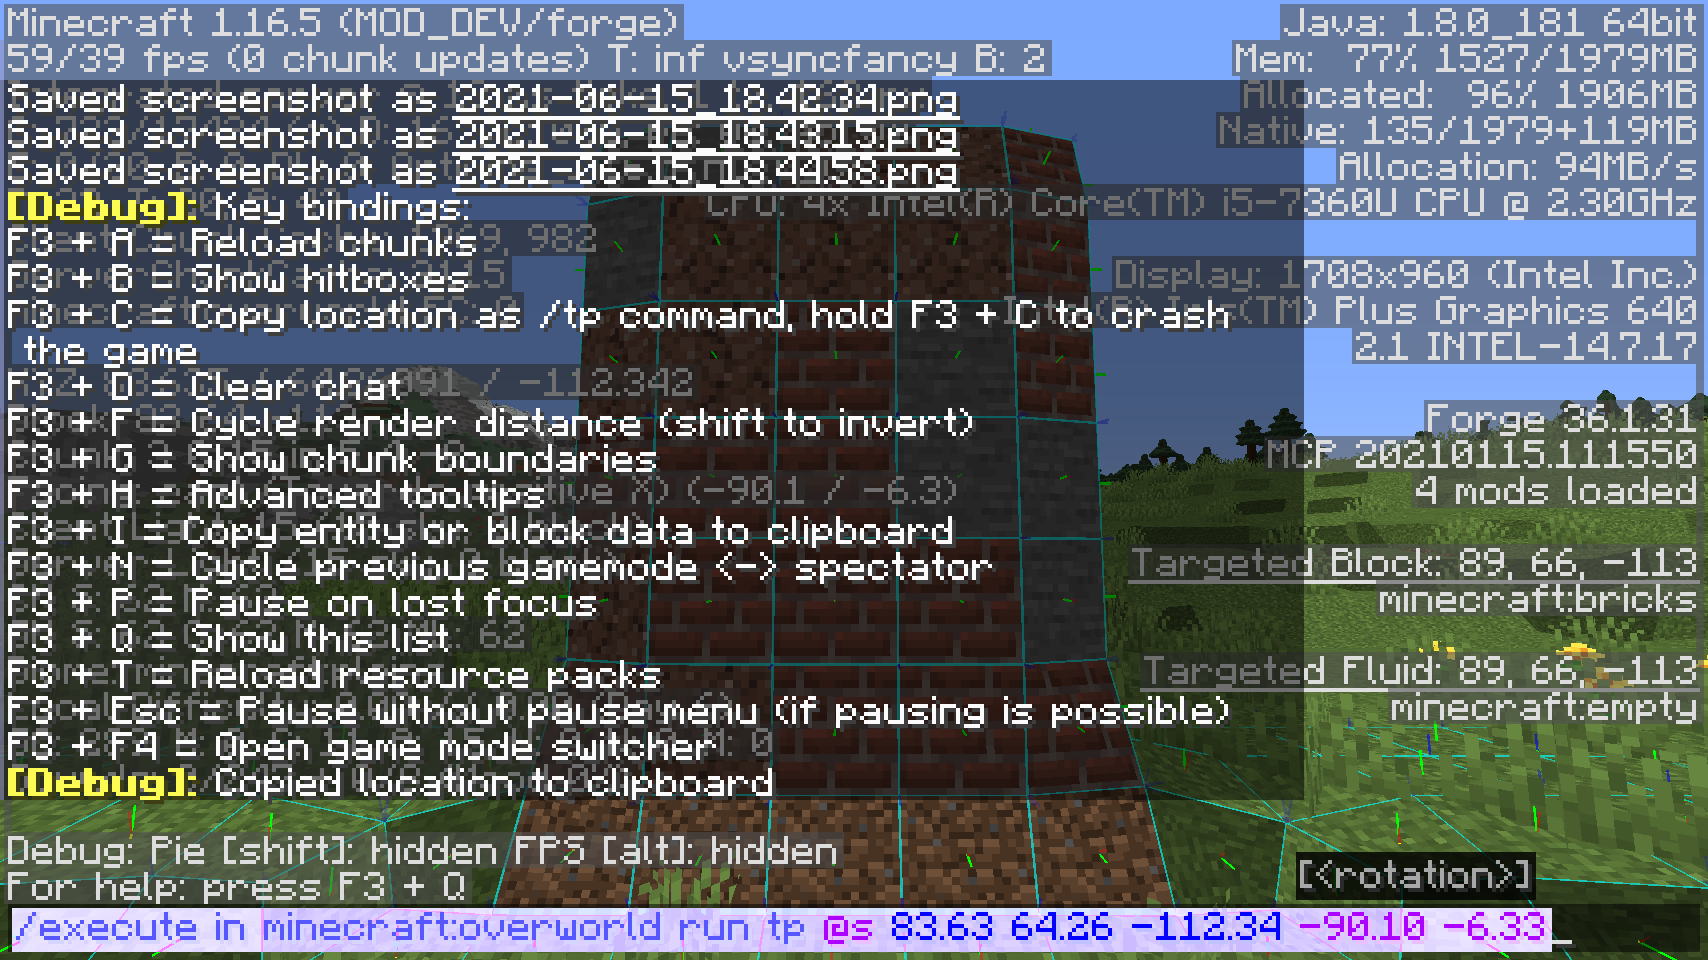 Minecraft 1.16.5 (MOD_DEV/forge)
59/39 fps (0 chunk updates) T: inf vsyncfancy B: 2
Saved screenshot as 2021-06-15_18.42.34.png
Saved screenshot as 2021-06-15_18.43.13.png
Saved screenshot as 2021-06-15_18.44.58.png
[Debug]: Key bindings:
F3 + A = Reload chunks
F3 + B = Show hitboxes
F3 + C = Copy location as /tp command, hold F3 + C to crash
the game
F3 + D = Clear chat
F3 + F = Cycle render distance (shift to invert)
F3 + G = Show chunk boundaries
F3 + H = Advanced tooltips
F3 + I = Copy entity or block data to clipboard
F3 + N = Cycle previous gamemode <-> spectator
F3 + P = Pause on lost focus
F3 + Q = Show this list
F3 + T = Reload resource packs
F3 + Esc = Pause without pause menu (if pausing is possible)
F3 + F4 = Open game mode switcher
[Debug]: Copied location to clipboard
Debug: Pie [shift]: hidden FPS [alt]: hidden
For help: press F3 + Q
Java: 1.8.0_181 64bit
Mem: 77% 1527/1979MB
Allocated: 96% 1906MB
Native: 135/1979+119MB
Allocation: 94MB/s
CPU: 4x Intel(R) Core(TM) i5-7360U CPU @ 2.30GHz
Display: 1708x960 (Intel Inc.)
Intel(R) Iris(TM) Plus Graphics 640
2.1 INTEL-14.7.17
Forge 36.1.31
MCP 20210115.111550
4 mods loaded
Targeted Block: 89, 66, -113
minecraft:bricks
Targeted Fluid: 89, 66, -113
minecraft:empty
[<rotation>]
/execute in minecraft:overworld run tp @s 83.63 64.26 -112.34 -90.10 -6.33_